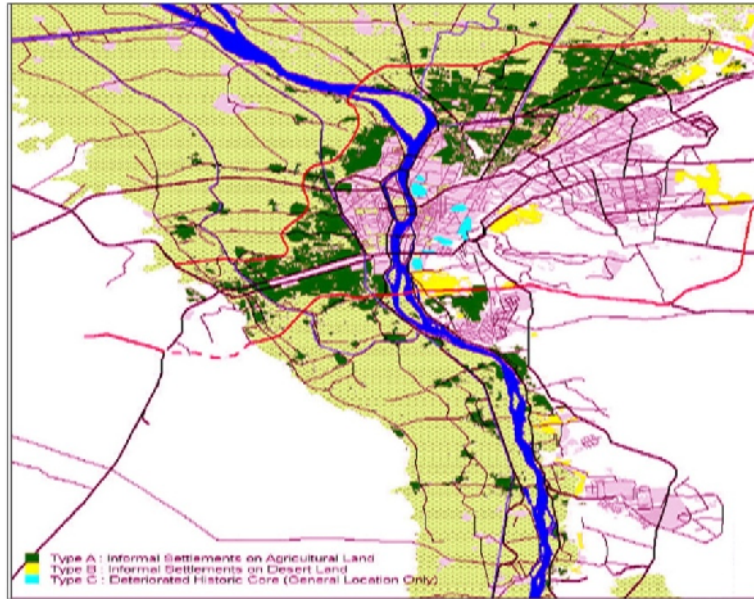 Type A : Informal Settlements on Agricultural Land
Type B : Informal Settlements on Desert Land
Type C : Deteriorated Historic Core (General Location Only)